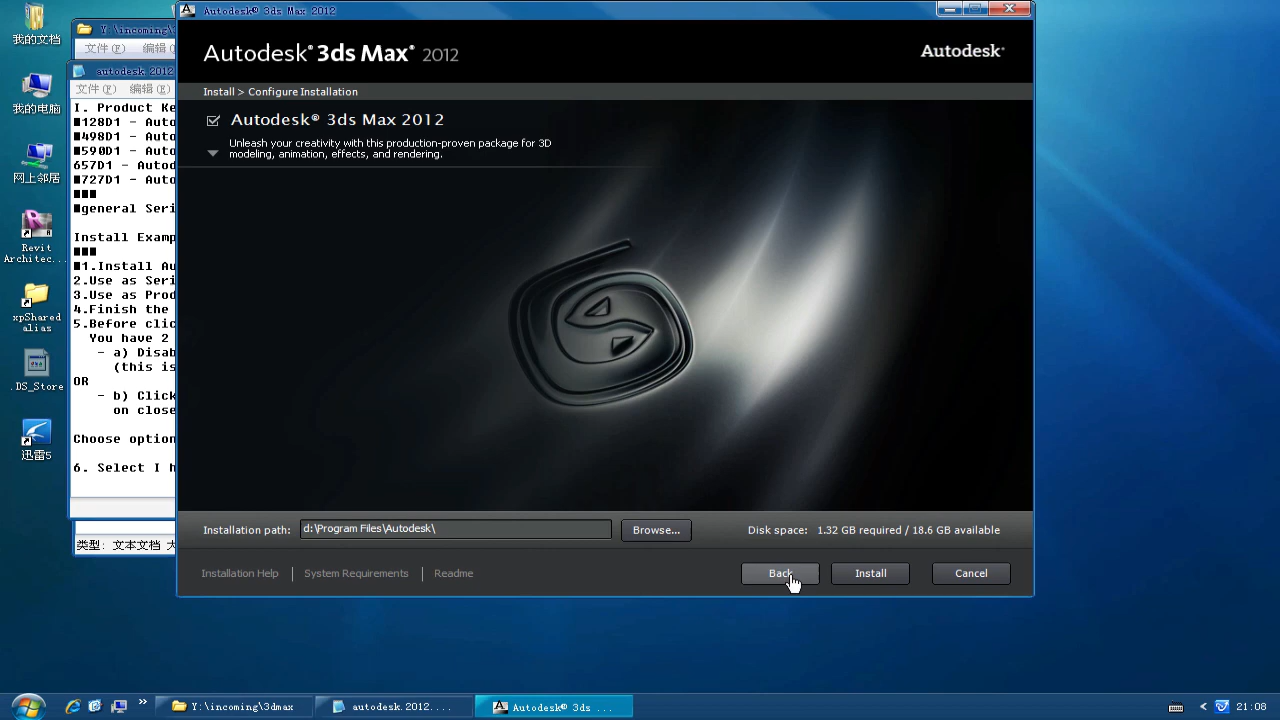 Autodesk® 3ds Max 2012
Autodesk® 3ds Max® 2012
Autodesk®
Install > Configure Installation
Autodesk® 3ds Max 2012
Unleash your creativity with this production-proven package for 3D
modeling, animation, effects, and rendering.
Installation path:
d:\Program Files\Autodesk\
Browse...
Disk space: 1.32 GB required / 18.6 GB available
Installation Help
System Requirements
Readme
Back
Install
Cancel
我的文档
我的电脑
网上邻居
Revit
Architec...
xpShared
alias
.DS_Store
迅雷5
Y:\incoming\
文件(F)
编辑
autodesk 2012
文件(F)
编辑(E)
I. Product Ke
■128D1 - Auto
■498D1 - Auto
■590D1 - Auto
657D1 - Autod
■727D1 - Auto
■■■
■general Seri
Install Examp
■■■
■1.Install Au
2.Use as Seri
3.Use as Prod
4.Finish the
5.Before clic
You have 2
- a) Disab
(this is
OR
- b) Click
on close
Choose option
6. Select I h
类型: 文本文档 大
Y:\incoming\3dmax
autodesk.2012....
Autodesk® 3ds ...
21:08